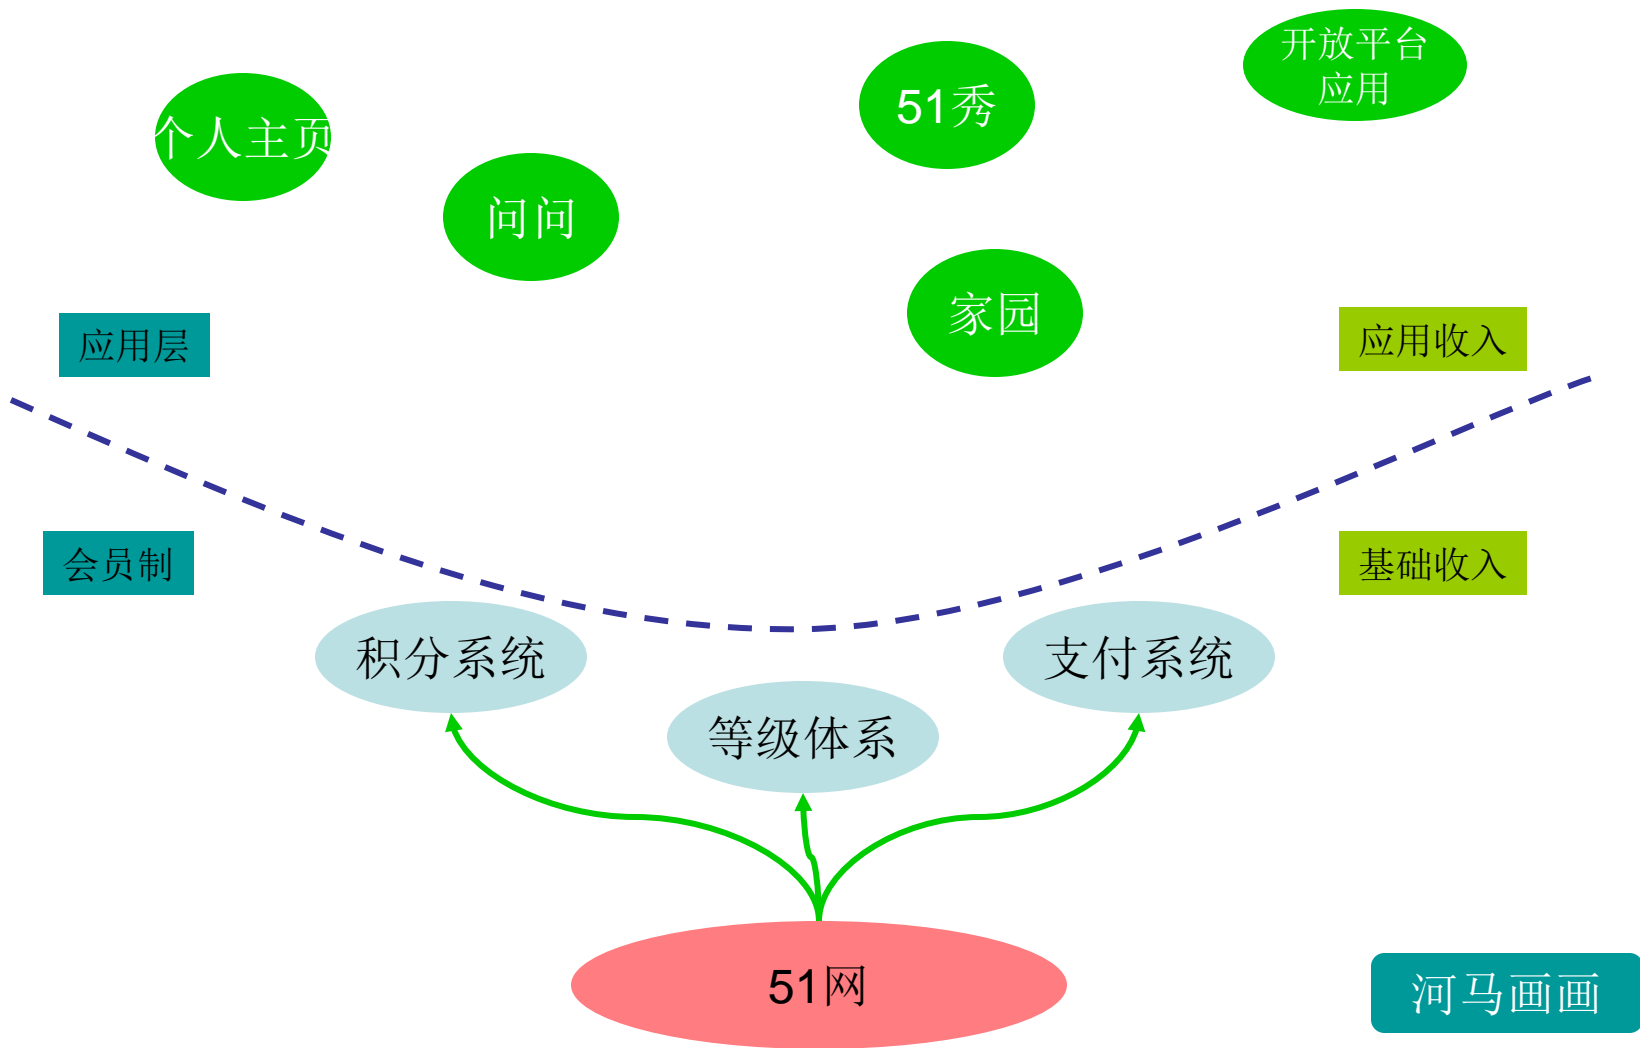 开放平台
应用
51秀
个人主页
问问
家园
应用层
应用收入
会员制
基础收入
积分系统
支付系统
等级体系
51网
河马画画